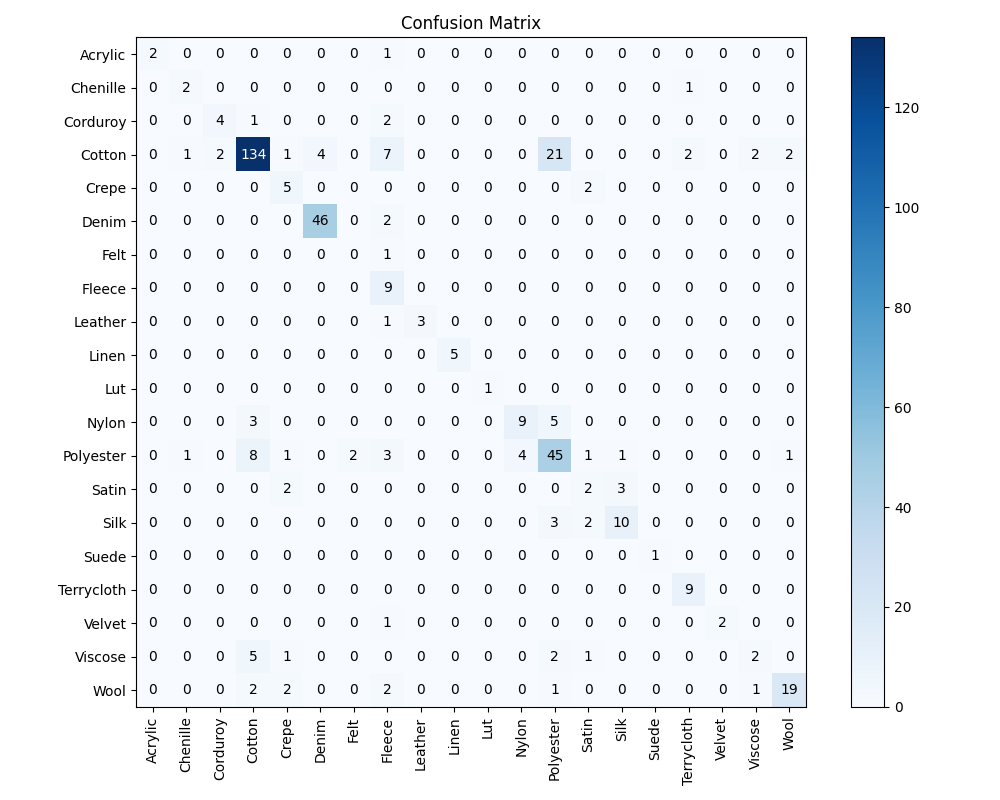 Confusion Matrix
Acrylic 2 0 0 0 0 0 0 1 0 0 0 0 0 0 0 0 0 0 0 0
Chenille 0 2 0 0 0 0 0 0 0 0 0 0 0 0 0 0 1 0 0 0
Corduroy 0 0 4 1 0 0 0 2 0 0 0 0 0 0 0 0 0 0 0 0
Cotton 0 1 2 134 1 4 0 7 0 0 0 0 21 0 0 0 2 0 2 2
Crepe 0 0 0 0 5 0 0 0 0 0 0 0 0 2 0 0 0 0 0 0
Denim 0 0 0 0 0 46 0 2 0 0 0 0 0 0 0 0 0 0 0 0
Felt 0 0 0 0 0 0 0 1 0 0 0 0 0 0 0 0 0 0 0 0
Fleece 0 0 0 0 0 0 0 9 0 0 0 0 0 0 0 0 0 0 0 0
Leather 0 0 0 0 0 0 0 1 3 0 0 0 0 0 0 0 0 0 0 0
Linen 0 0 0 0 0 0 0 0 0 5 0 0 0 0 0 0 0 0 0 0
Lut 0 0 0 0 0 0 0 0 0 0 1 0 0 0 0 0 0 0 0 0
Nylon 0 0 0 3 0 0 0 0 0 0 0 9 5 0 0 0 0 0 0 0
Polyester 0 1 0 8 1 0 2 3 0 0 0 4 45 1 1 0 0 0 0 1
Satin 0 0 0 0 2 0 0 0 0 0 0 0 0 2 3 0 0 0 0 0
Silk 0 0 0 0 0 0 0 0 0 0 0 0 3 2 10 0 0 0 0 0
Suede 0 0 0 0 0 0 0 0 0 0 0 0 0 0 0 1 0 0 0 0
Terrycloth 0 0 0 0 0 0 0 0 0 0 0 0 0 0 0 0 9 0 0 0
Velvet 0 0 0 0 0 0 0 1 0 0 0 0 0 0 0 0 0 2 0 0
Viscose 0 0 0 5 1 0 0 0 0 0 0 0 2 1 0 0 0 0 2 0
Wool 0 0 0 2 2 0 0 2 0 0 0 0 1 0 0 0 0 0 1 19
Acrylic Chenille Corduroy Cotton Crepe Denim Felt Fleece Leather Linen Lut Nylon Polyester Satin Silk Suede Terrycloth Velvet Viscose Wool
120
100
80
60
40
20
0